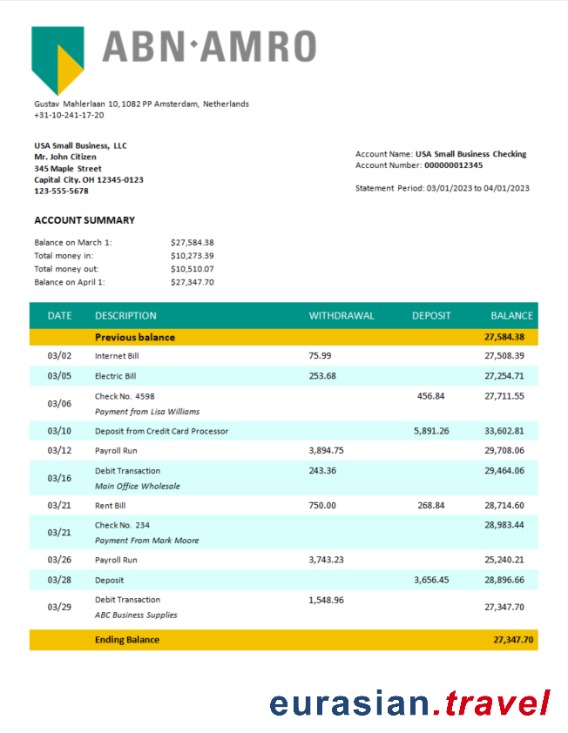 ABN·AMRO
Gustav Mahlerlaan 10, 1082 PP Amsterdam, Netherlands
+31-10-241-17-20
USA Small Business, LLC
Mr. John Citizen
345 Maple Street
Capital City. OH 12345-0123
123-555-5678
Account Name: USA Small Business Checking
Account Number: 000000012345
Statement Period: 03/01/2023 to 04/01/2023
ACCOUNT SUMMARY
Balance on March 1: $27,584.38
Total money in: $10,273.39
Total money out: $10,510.07
Balance on April 1: $27,347.70
DATE DESCRIPTION WITHDRAWAL DEPOSIT BALANCE
Previous balance 27,584.38
03/02 Internet Bill 75.99 27,508.39
03/05 Electric Bill 253.68 27,254.71
03/06 Check No. 4598 456.84 27,711.55
Payment from Lisa Williams
03/10 Deposit from Credit Card Processor 5,891.26 33,602.81
03/12 Payroll Run 3,894.75 29,708.06
03/16 Debit Transaction 243.36 29,464.06
Main Office Wholesale
03/21 Rent Bill 750.00 268.84 28,714.60
03/21 Check No. 234 28,983.44
Payment From Mark Moore
03/26 Payroll Run 3,743.23 25,240.21
03/28 Deposit 3,656.45 28,896.66
03/29 Debit Transaction 1,548.96 27,347.70
ABC Business Supplies
Ending Balance 27,347.70
eurasian.travel